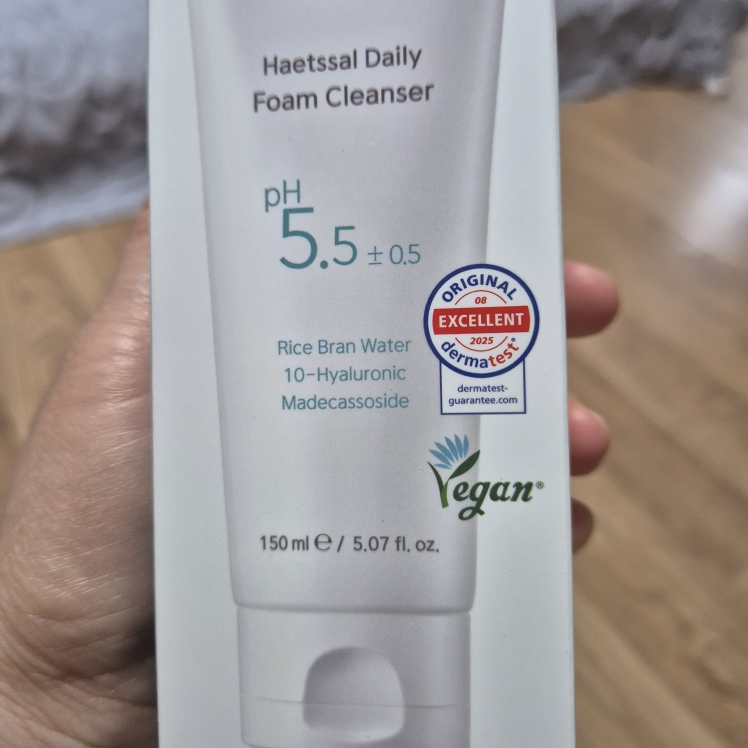 Haetssal Daily
Foam Cleanser
pH
5.5 ± 0.5
ORIGINAL
08
EXCELLENT
2025
dermatest®
dermatest-
guarantee.com
Rice Bran Water
10-Hyaluronic
Madecassoside
Vegan®
150 ml ℮ / 5.07 fl. oz.